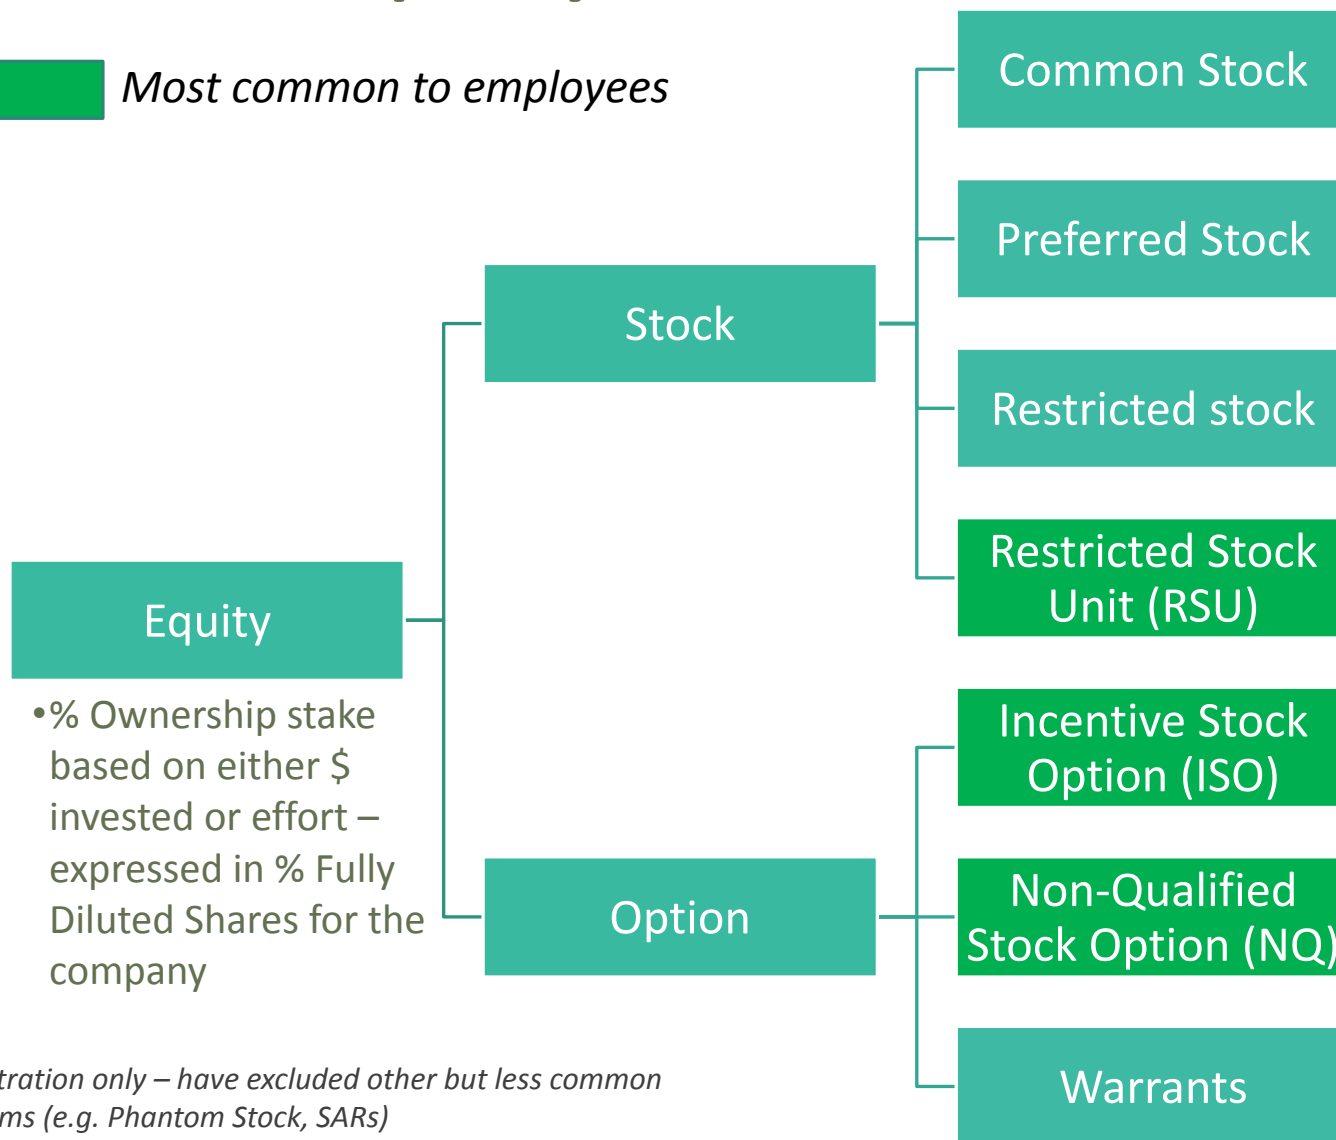 Most common to employees
Common Stock
Preferred Stock
Stock
Restricted stock
Restricted Stock
Unit (RSU)
Equity
•% Ownership stake
based on either $
invested or effort –
expressed in % Fully
Diluted Shares for the
company
Incentive Stock
Option (ISO)
Option
Non-Qualified
Stock Option (NQ)
Warrants
only – have excluded other but less common
(e.g. Phantom Stock, SARs)